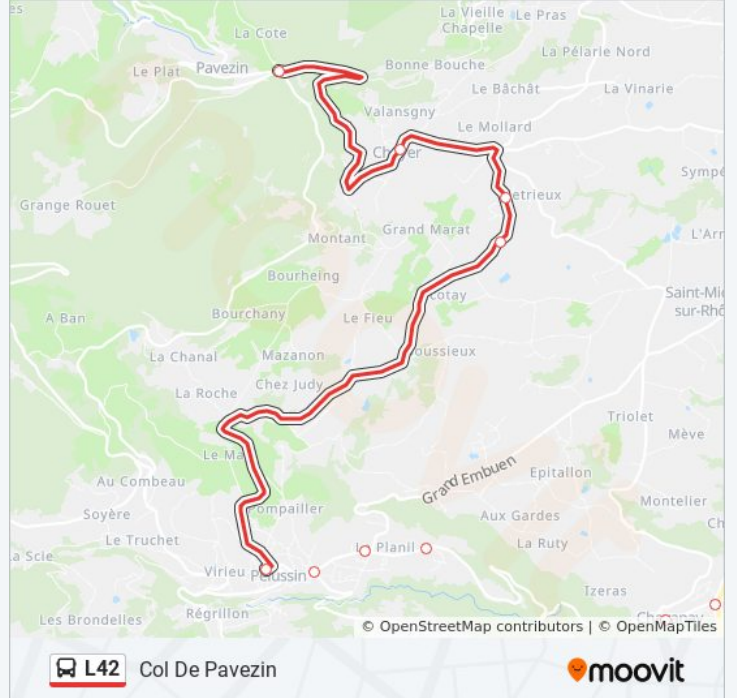 es
La Vieille
Chapelle
Le Pras
La Cote
La Pélarie Nord
Le Plat
Pavezin
Bonne Bouche
Le Bâchât
La Vinarie
Valansgny
Le Mollard
Sympé
etrieux
Grange Rouet
Grand Marat
L'Arr
Montant
Bourheing
otay
Saint-Mi
sur-Rhô
A Ban
Bourchany
Le Fieu
La Chanal
Mazanon
oussieux
Chez Judy
La Roche
Triolet
Mève
Le Ma
Grand Embuen
Epitallon
Au Combeau
Montelier
Soyère
ompailler
Aux Gardes
Ch
Le Truchet
Planil
La Ruty
a Scie
Virieu
Pélussin
Izeras
Régrillon
Les Brondelles
© OpenStreetMap contributors | © OpenMapTiles
L42
Col De Pavezin
moovit